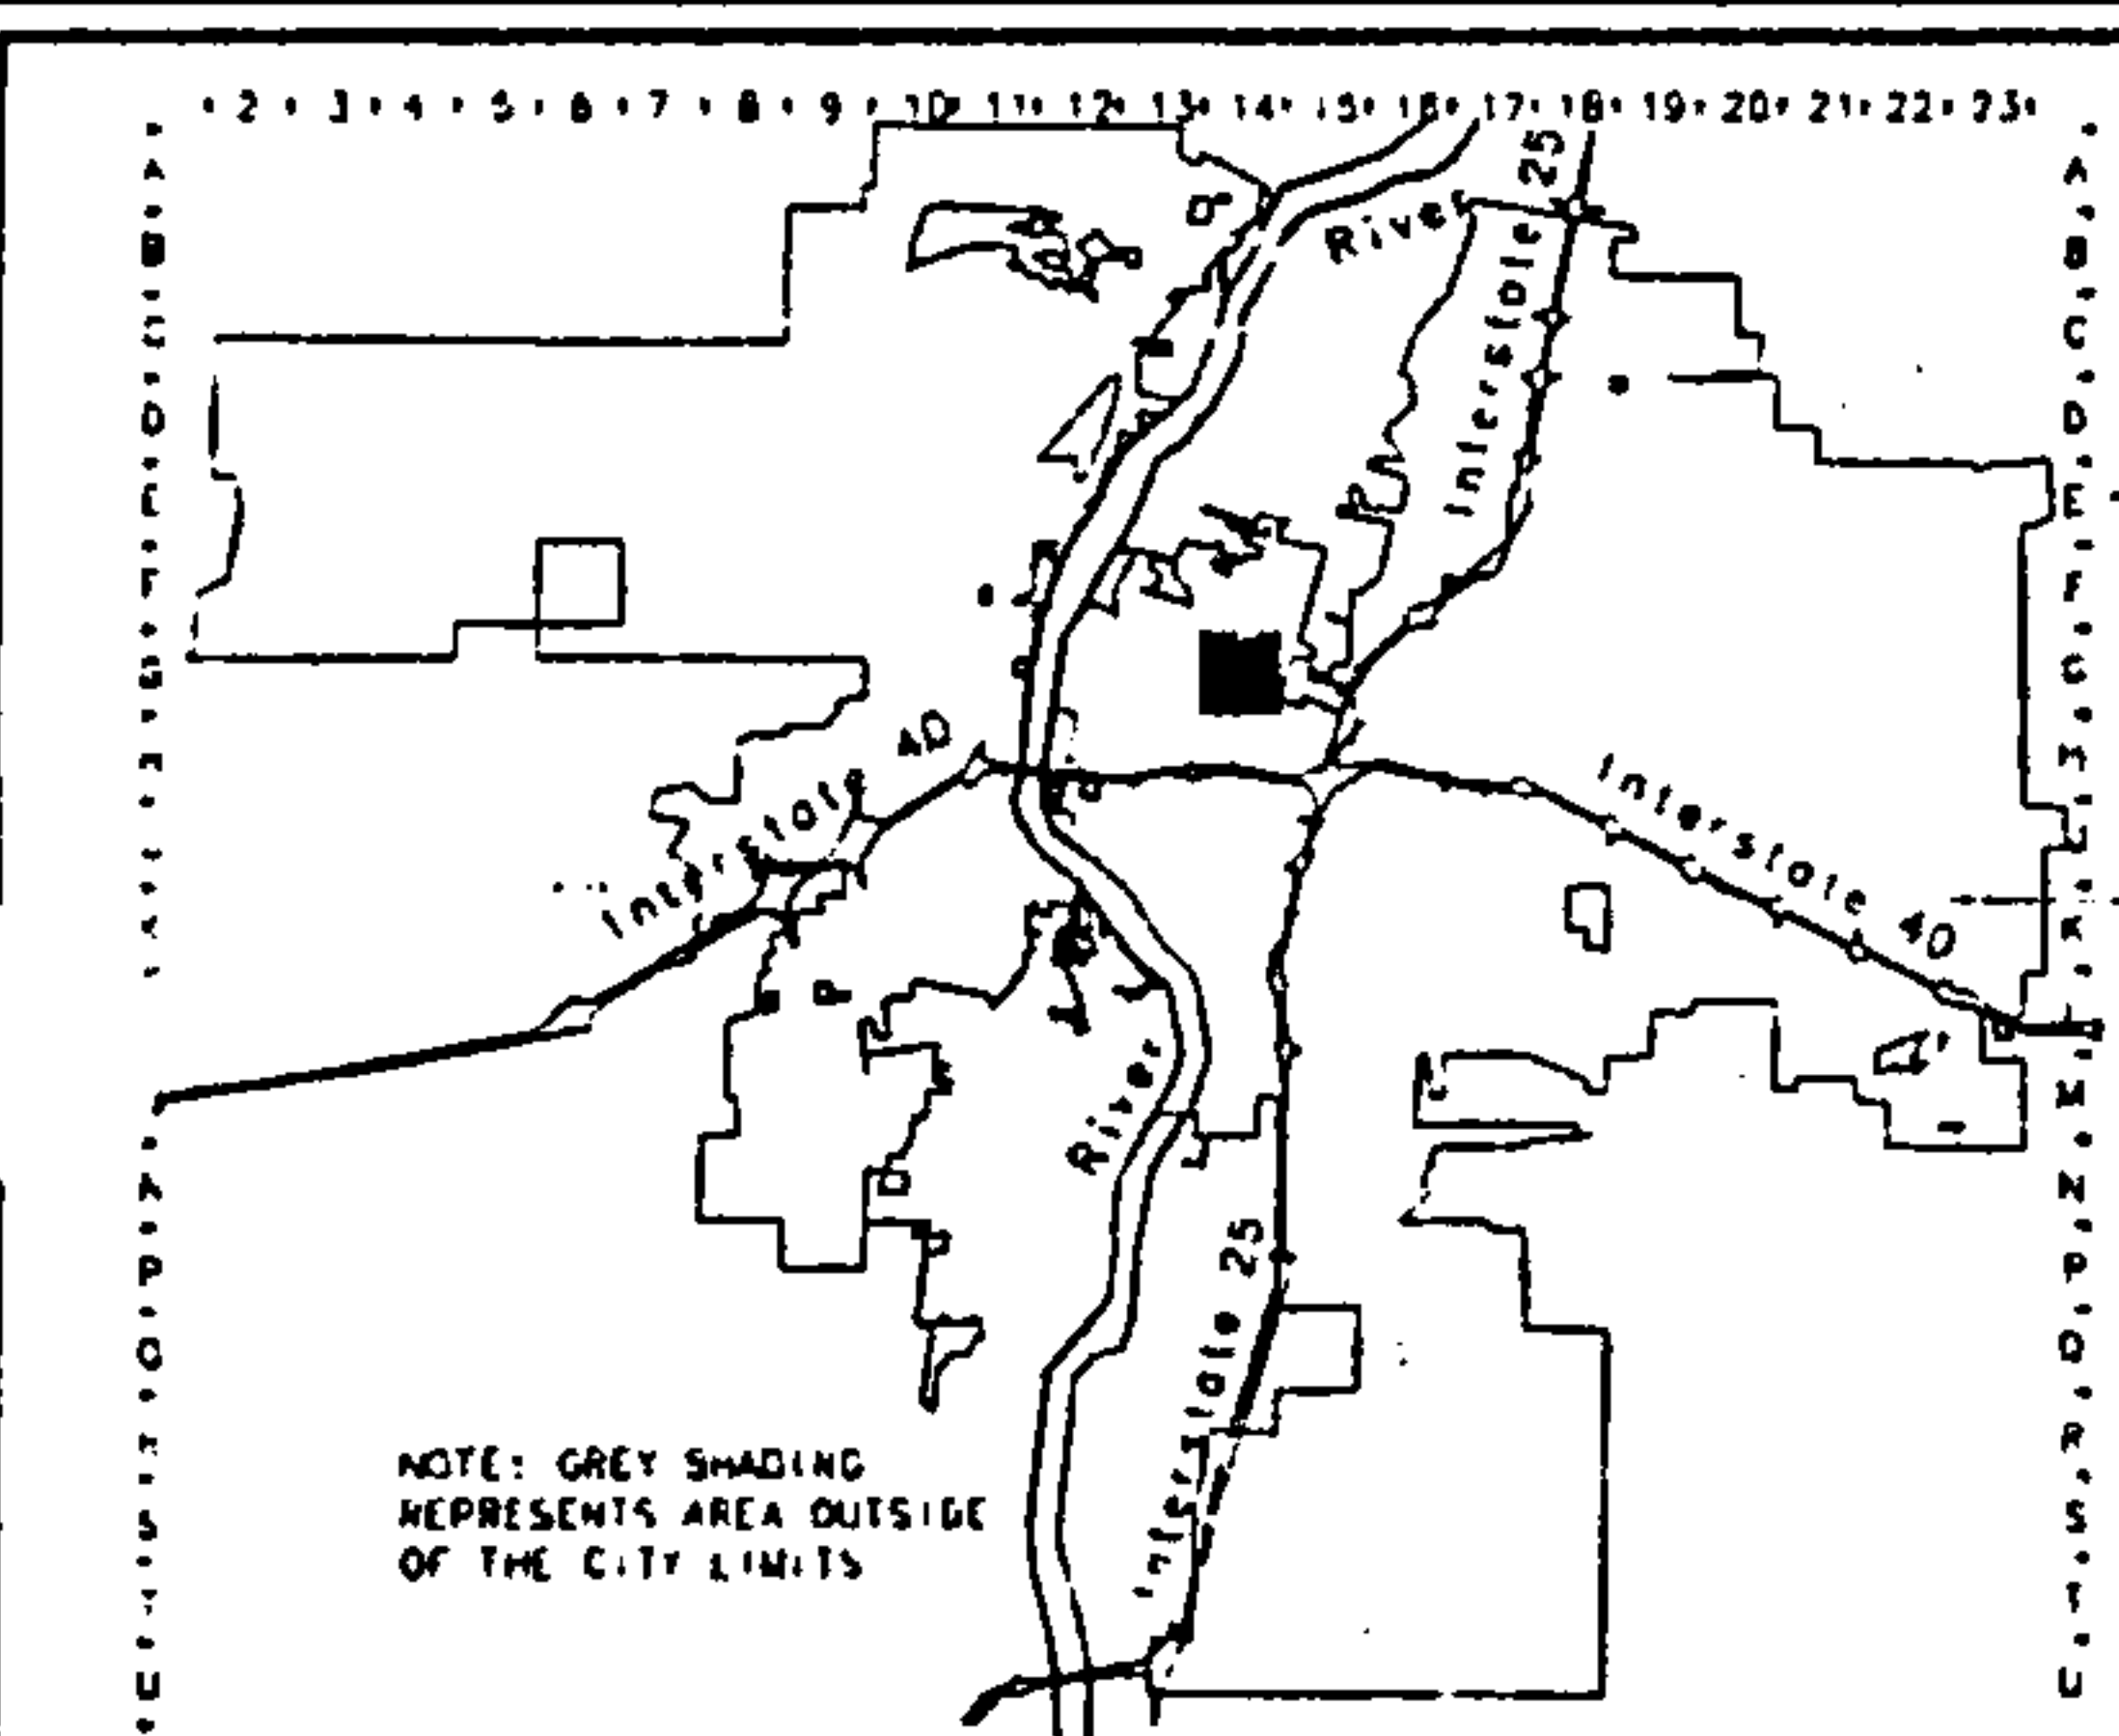 2 3 4 5 6 7 8 9 10 11 12 13 14 15 16 17 18 19 20 21 22 23
A A
B B
C C
D D
E E
F F
G G
H H
K K
L
M
N N
P P
Q Q
R R
S S
T T
U U
River
Interstate 25
Interstate 40
Interstate 40
River
Interstate 25
NOTE: GREY SHADING
REPRESENTS AREA OUTSIDE
OF THE CITY LIMITS